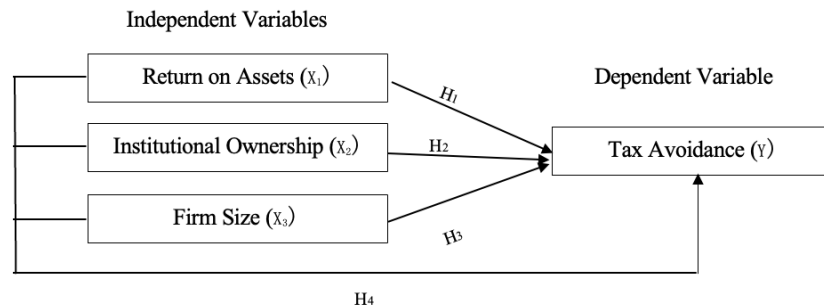 Independent Variables
Return on Assets (X₁)
Dependent Variable
H₁
Institutional Ownership (X₂)
H₂
Tax Avoidance (Y)
Firm Size (X₃)
H₃
H₄